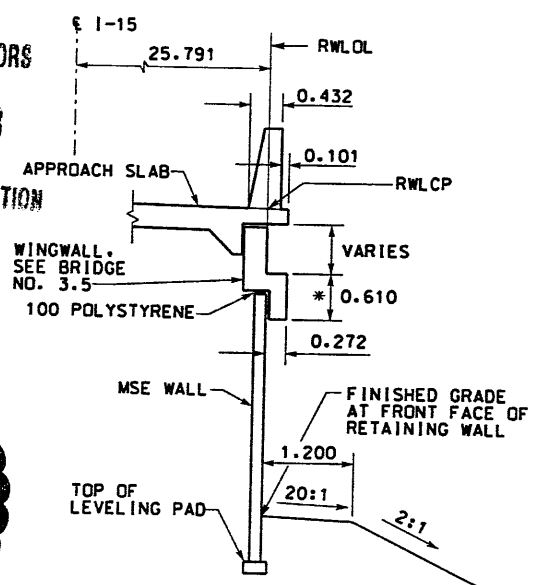 ℄ I-15
25.791
RWLOL
ORS
0.432
0.101
APPROACH SLAB
RWLCP
TION
WINGWALL.
SEE BRIDGE
NO. 3.5
VARIES
* 0.610
100 POLYSTYRENE
0.272
MSE WALL
FINISHED GRADE
AT FRONT FACE OF
RETAINING WALL
1.200
20:1
2:1
TOP OF
LEVELING PAD